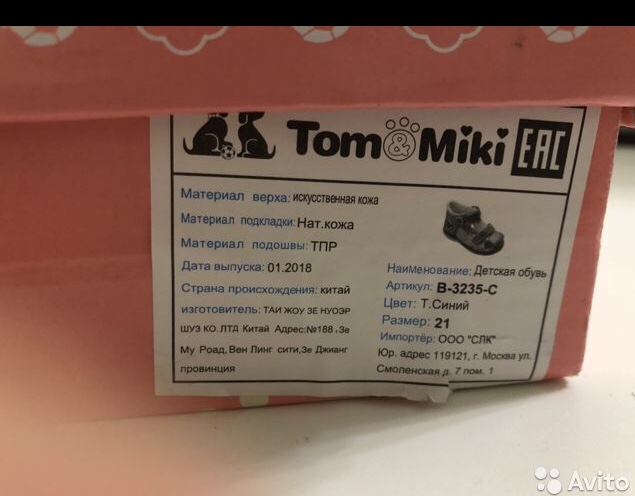 Tom&Miki EAC
Материал верха: искусственная кожа
Материал подкладки: Нат.кожа
Материал подошвы: ТПР
Дата выпуска: 01.2018
Страна происхождения: китай
изготовитель: ТАИ ЖОУ ЗЕ НУОЭР
ШУЗ КО. ЛТД Китай Адрес:№188 ,Зе
Му Роад,Вен Линг сити,Зе Джианг
провинция
Наименование: Детская обувь
Артикул: B-3235-C
Цвет: Т.Синий
Размер: 21
Импортёр: ООО "СЛК"
Юр. адрес 119121, г. Москва ул.
Смоленская д. 7 пом. 1
Avito